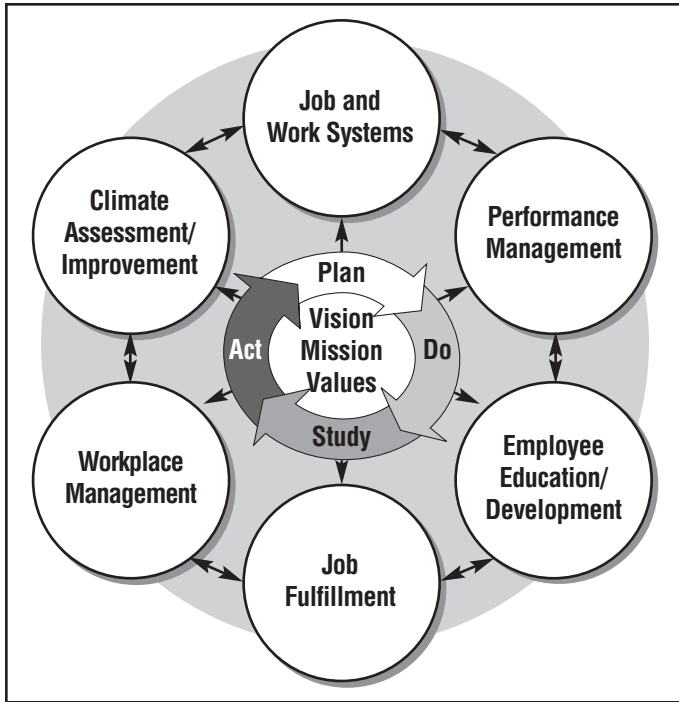 Job and
Work Systems
Climate
Assessment/
Improvement
Performance
Management
Plan
Vision
Mission
Values
Act
Do
Study
Workplace
Management
Employee
Education/
Development
Job
Fulfillment